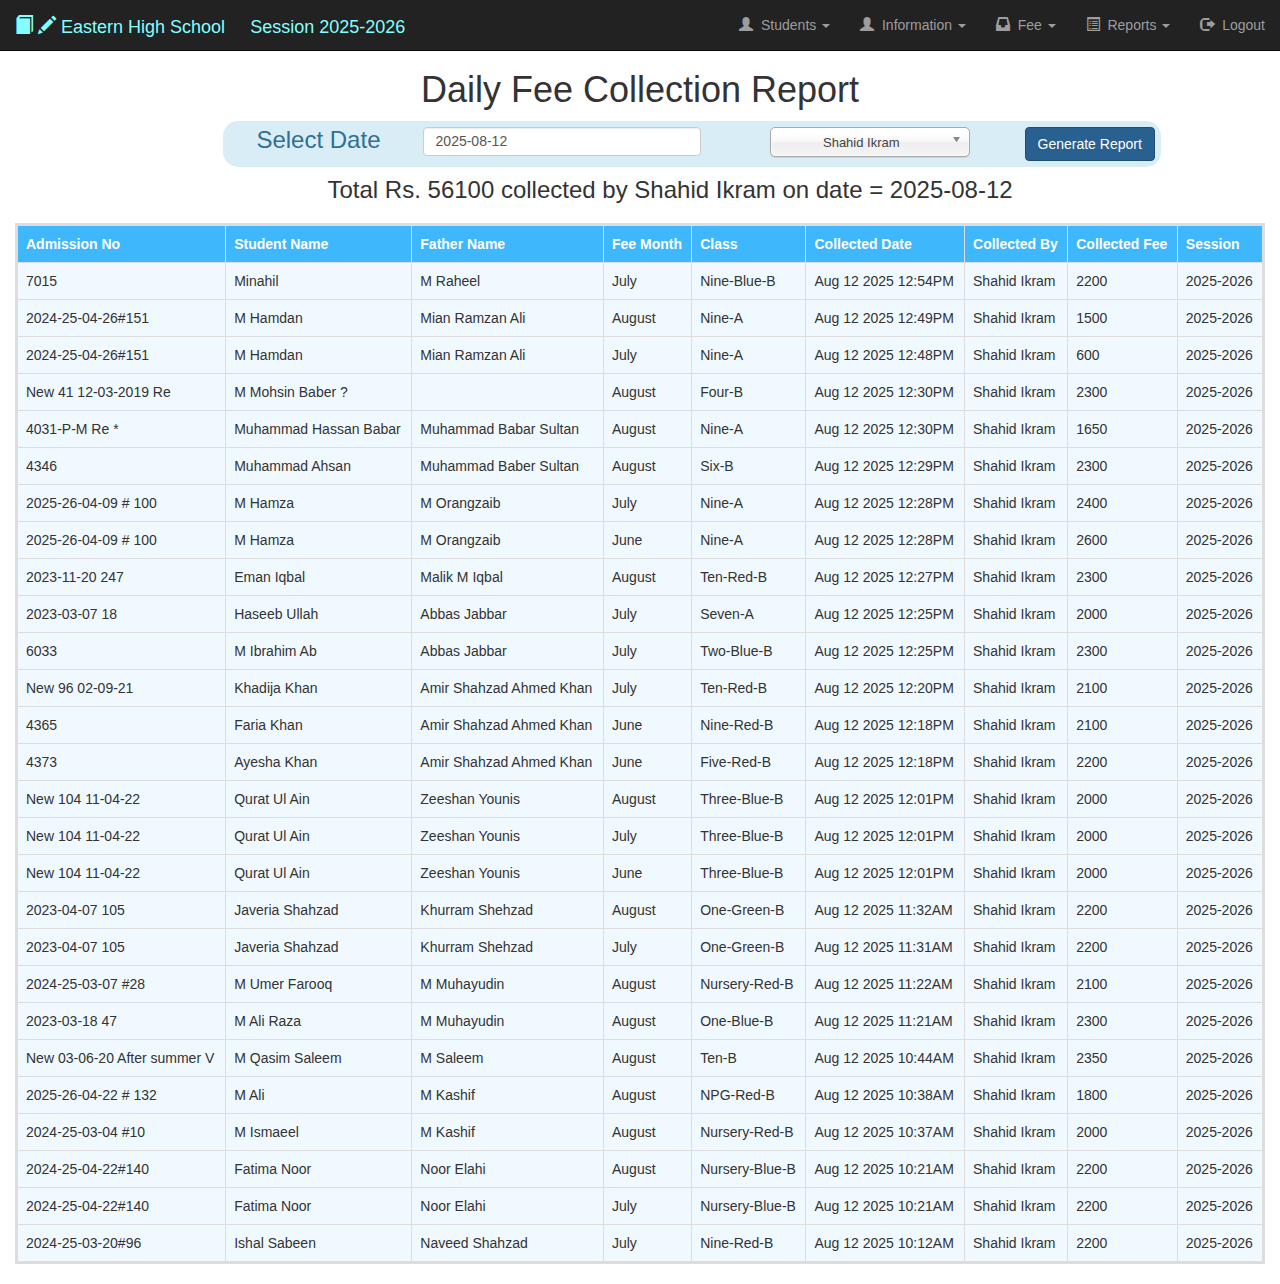 Eastern High School Session 2025-2026 Students Information Fee Reports Logout
Daily Fee Collection Report
Select Date 2025-08-12 Shahid Ikram Generate Report
Total Rs. 56100 collected by Shahid Ikram on date = 2025-08-12
Admission No Student Name Father Name Fee Month Class Collected Date Collected By Collected Fee Session
7015 Minahil M Raheel July Nine-Blue-B Aug 12 2025 12:54PM Shahid Ikram 2200 2025-2026
2024-25-04-26#151 M Hamdan Mian Ramzan Ali August Nine-A Aug 12 2025 12:49PM Shahid Ikram 1500 2025-2026
2024-25-04-26#151 M Hamdan Mian Ramzan Ali July Nine-A Aug 12 2025 12:48PM Shahid Ikram 600 2025-2026
New 41 12-03-2019 Re M Mohsin Baber ? August Four-B Aug 12 2025 12:30PM Shahid Ikram 2300 2025-2026
4031-P-M Re * Muhammad Hassan Babar Muhammad Babar Sultan August Nine-A Aug 12 2025 12:30PM Shahid Ikram 1650 2025-2026
4346 Muhammad Ahsan Muhammad Baber Sultan August Six-B Aug 12 2025 12:29PM Shahid Ikram 2300 2025-2026
2025-26-04-09 # 100 M Hamza M Orangzaib July Nine-A Aug 12 2025 12:28PM Shahid Ikram 2400 2025-2026
2025-26-04-09 # 100 M Hamza M Orangzaib June Nine-A Aug 12 2025 12:28PM Shahid Ikram 2600 2025-2026
2023-11-20 247 Eman Iqbal Malik M Iqbal August Ten-Red-B Aug 12 2025 12:27PM Shahid Ikram 2300 2025-2026
2023-03-07 18 Haseeb Ullah Abbas Jabbar July Seven-A Aug 12 2025 12:25PM Shahid Ikram 2000 2025-2026
6033 M Ibrahim Ab Abbas Jabbar July Two-Blue-B Aug 12 2025 12:25PM Shahid Ikram 2300 2025-2026
New 96 02-09-21 Khadija Khan Amir Shahzad Ahmed Khan July Ten-Red-B Aug 12 2025 12:20PM Shahid Ikram 2100 2025-2026
4365 Faria Khan Amir Shahzad Ahmed Khan June Nine-Red-B Aug 12 2025 12:18PM Shahid Ikram 2100 2025-2026
4373 Ayesha Khan Amir Shahzad Ahmed Khan June Five-Red-B Aug 12 2025 12:18PM Shahid Ikram 2200 2025-2026
New 104 11-04-22 Qurat Ul Ain Zeeshan Younis August Three-Blue-B Aug 12 2025 12:01PM Shahid Ikram 2000 2025-2026
New 104 11-04-22 Qurat Ul Ain Zeeshan Younis July Three-Blue-B Aug 12 2025 12:01PM Shahid Ikram 2000 2025-2026
New 104 11-04-22 Qurat Ul Ain Zeeshan Younis June Three-Blue-B Aug 12 2025 12:01PM Shahid Ikram 2000 2025-2026
2023-04-07 105 Javeria Shahzad Khurram Shehzad August One-Green-B Aug 12 2025 11:32AM Shahid Ikram 2200 2025-2026
2023-04-07 105 Javeria Shahzad Khurram Shehzad July One-Green-B Aug 12 2025 11:31AM Shahid Ikram 2200 2025-2026
2024-25-03-07 #28 M Umer Farooq M Muhayudin August Nursery-Red-B Aug 12 2025 11:22AM Shahid Ikram 2100 2025-2026
2023-03-18 47 M Ali Raza M Muhayudin August One-Blue-B Aug 12 2025 11:21AM Shahid Ikram 2300 2025-2026
New 03-06-20 After summer V M Qasim Saleem M Saleem August Ten-B Aug 12 2025 10:44AM Shahid Ikram 2350 2025-2026
2025-26-04-22 # 132 M Ali M Kashif August NPG-Red-B Aug 12 2025 10:38AM Shahid Ikram 1800 2025-2026
2024-25-03-04 #10 M Ismaeel M Kashif August Nursery-Red-B Aug 12 2025 10:37AM Shahid Ikram 2000 2025-2026
2024-25-04-22#140 Fatima Noor Noor Elahi August Nursery-Blue-B Aug 12 2025 10:21AM Shahid Ikram 2200 2025-2026
2024-25-04-22#140 Fatima Noor Noor Elahi July Nursery-Blue-B Aug 12 2025 10:21AM Shahid Ikram 2200 2025-2026
2024-25-03-20#96 Ishal Sabeen Naveed Shahzad July Nine-Red-B Aug 12 2025 10:12AM Shahid Ikram 2200 2025-2026